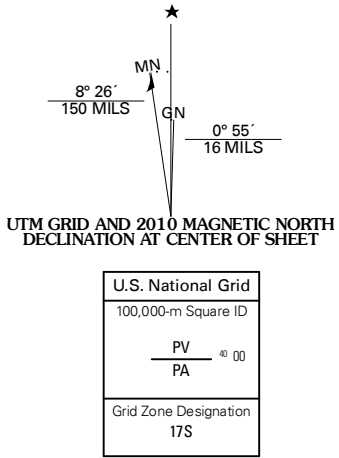 ★
MN
8° 26´
150 MILS
GN
0° 55´
16 MILS
UTM GRID AND 2010 MAGNETIC NORTH
DECLINATION AT CENTER OF SHEET
U.S. National Grid
100,000-m Square ID
PV
40 00
PA
Grid Zone Designation
17S